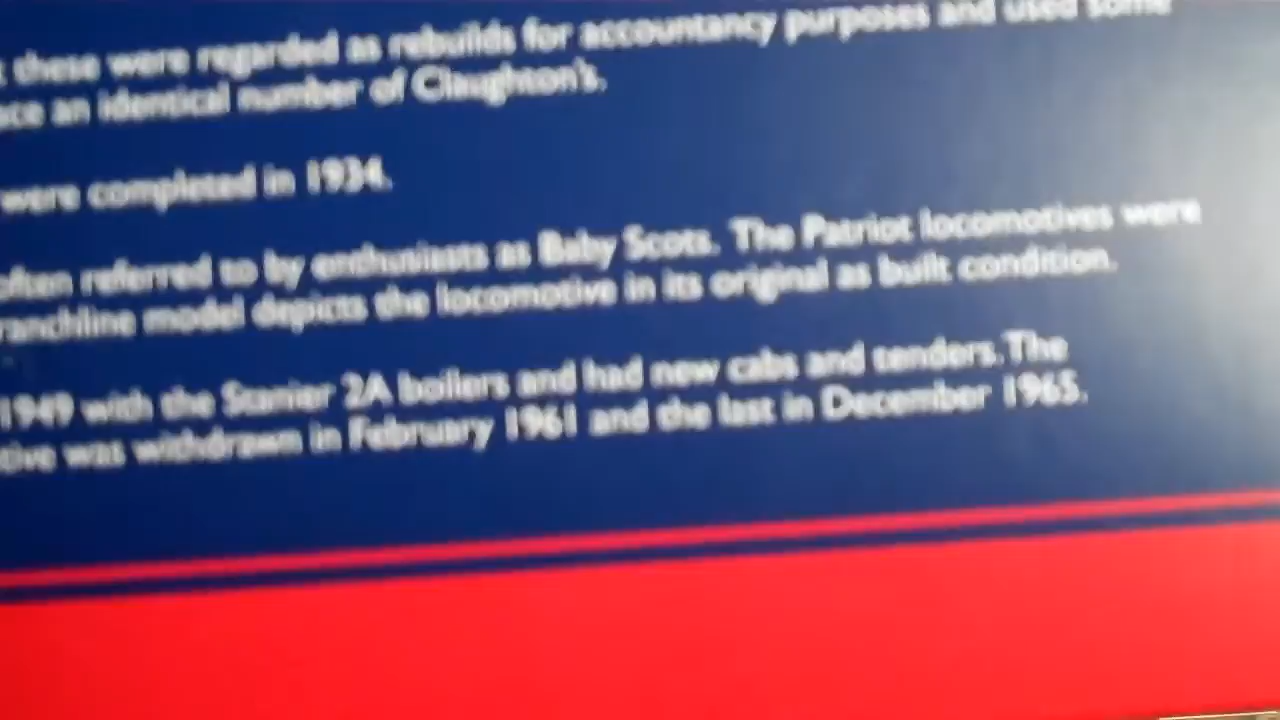 these were regarded as rebuilds for accountancy purposes and used some
an identical number of Claughton's.
were completed in 1934.
often referred to by enthusiasts as Baby Scots. The Patriot locomotives were
ranchline model depicts the locomotive in its original as built condition.
1949 with the Stanier 2A boilers and had new cabs and tenders. The
tive was withdrawn in February 1961 and the last in December 1965.